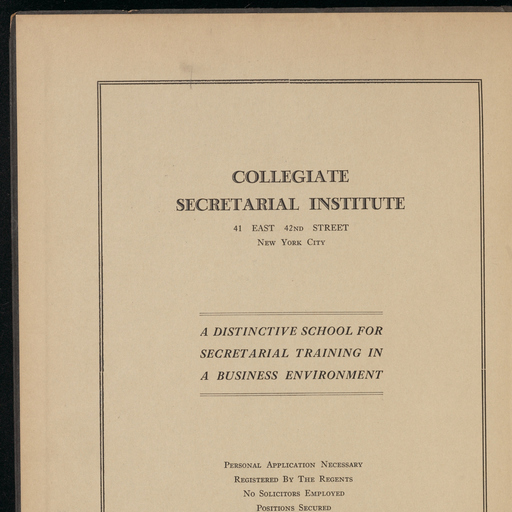 COLLEGIATE
SECRETARIAL INSTITUTE
41 EAST 42ND STREET
NEW YORK CITY
A DISTINCTIVE SCHOOL FOR
SECRETARIAL TRAINING IN
A BUSINESS ENVIRONMENT
PERSONAL APPLICATION NECESSARY
REGISTERED BY THE REGENTS
NO SOLICITORS EMPLOYED
POSITIONS SECURED